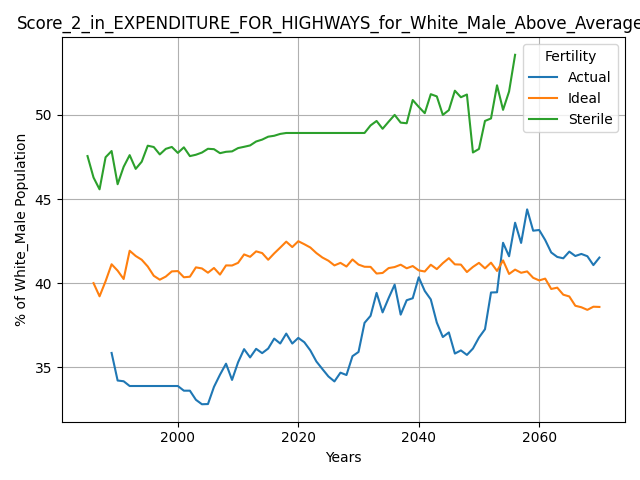 Score_2_in_EXPENDITURE_FOR_HIGHWAYS_for_White_Male_Above_Average
Fertility
Actual
Ideal
Sterile
% of White_Male Population
50
45
40
35
2000
2020
2040
2060
Years